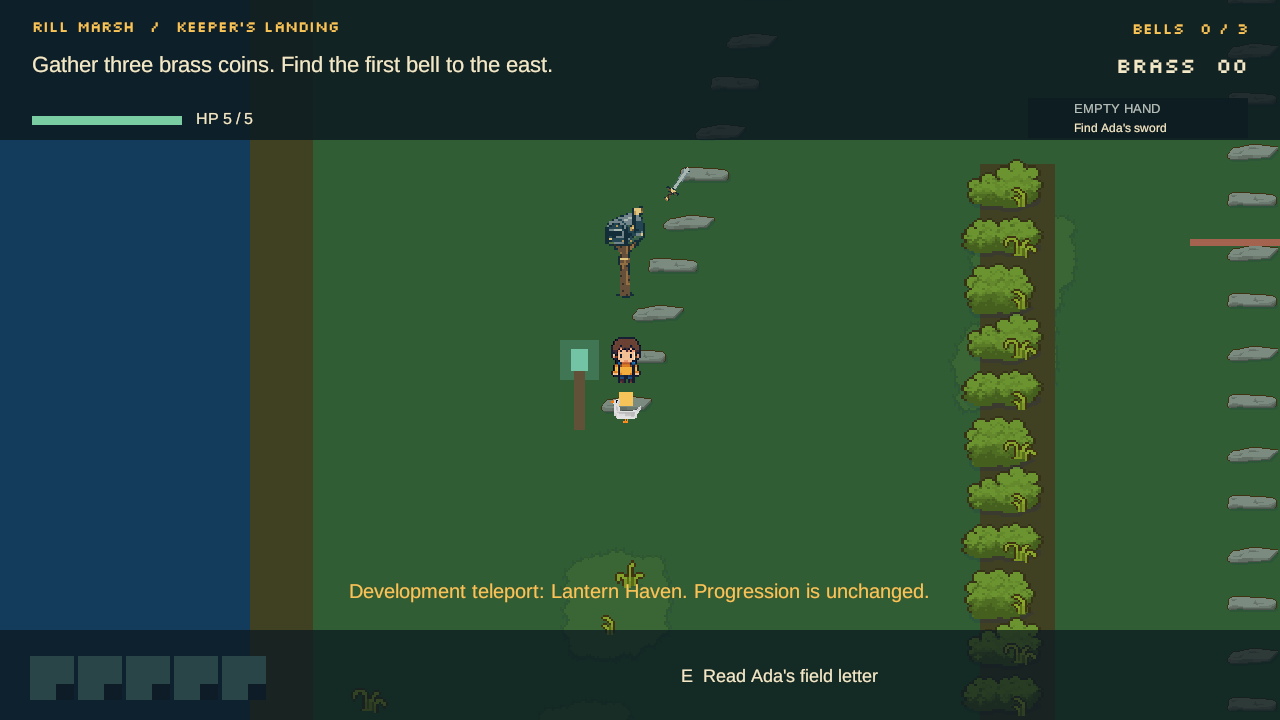 RILL MARSH / KEEPER'S LANDING
BELLS 0 / 3
Gather three brass coins. Find the first bell to the east.
BRASS 00
HP 5 / 5
EMPTY HAND
Find Ada's sword
Development teleport: Lantern Haven. Progression is unchanged.
E Read Ada's field letter